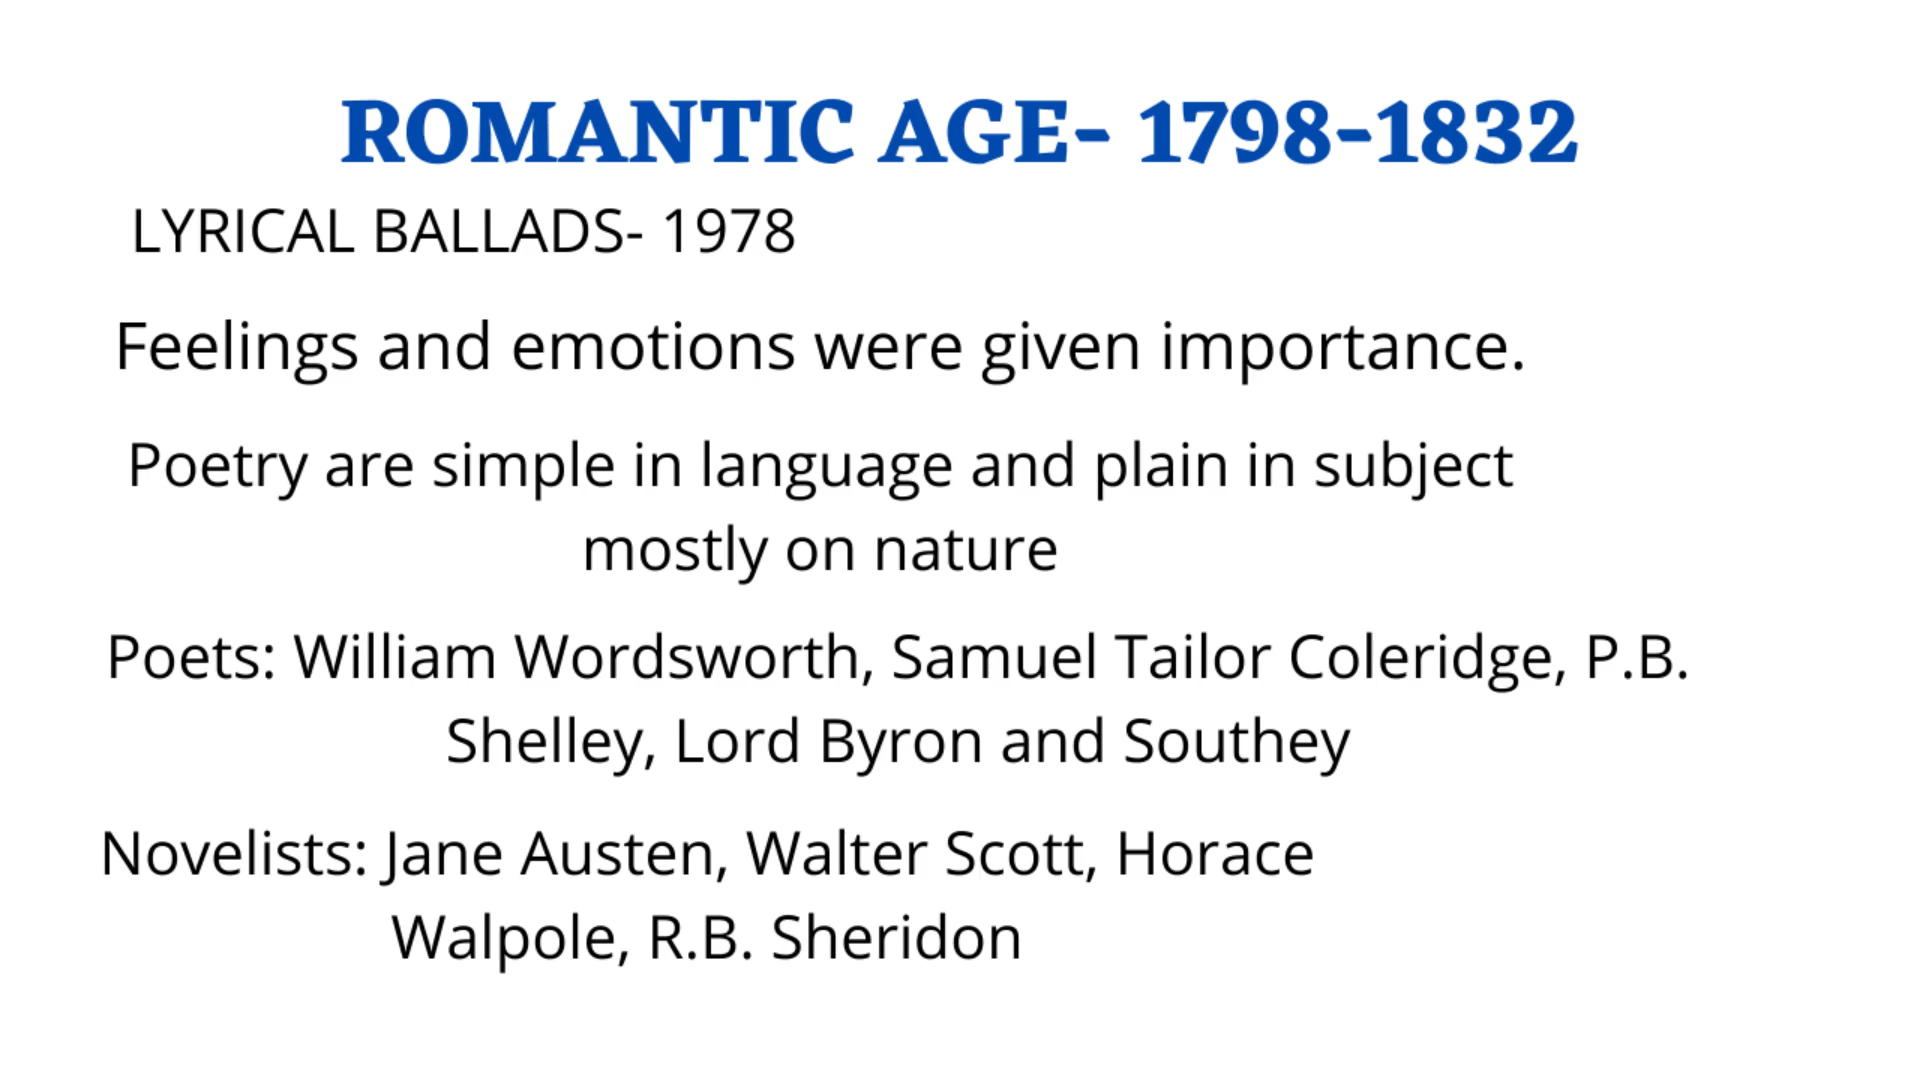 ROMANTIC AGE- 1798-1832
LYRICAL BALLADS- 1978
Feelings and emotions were given importance.
Poetry are simple in language and plain in subject
mostly on nature
Poets: William Wordsworth, Samuel Tailor Coleridge, P.B.
Shelley, Lord Byron and Southey
Novelists: Jane Austen, Walter Scott, Horace
Walpole, R.B. Sheridon